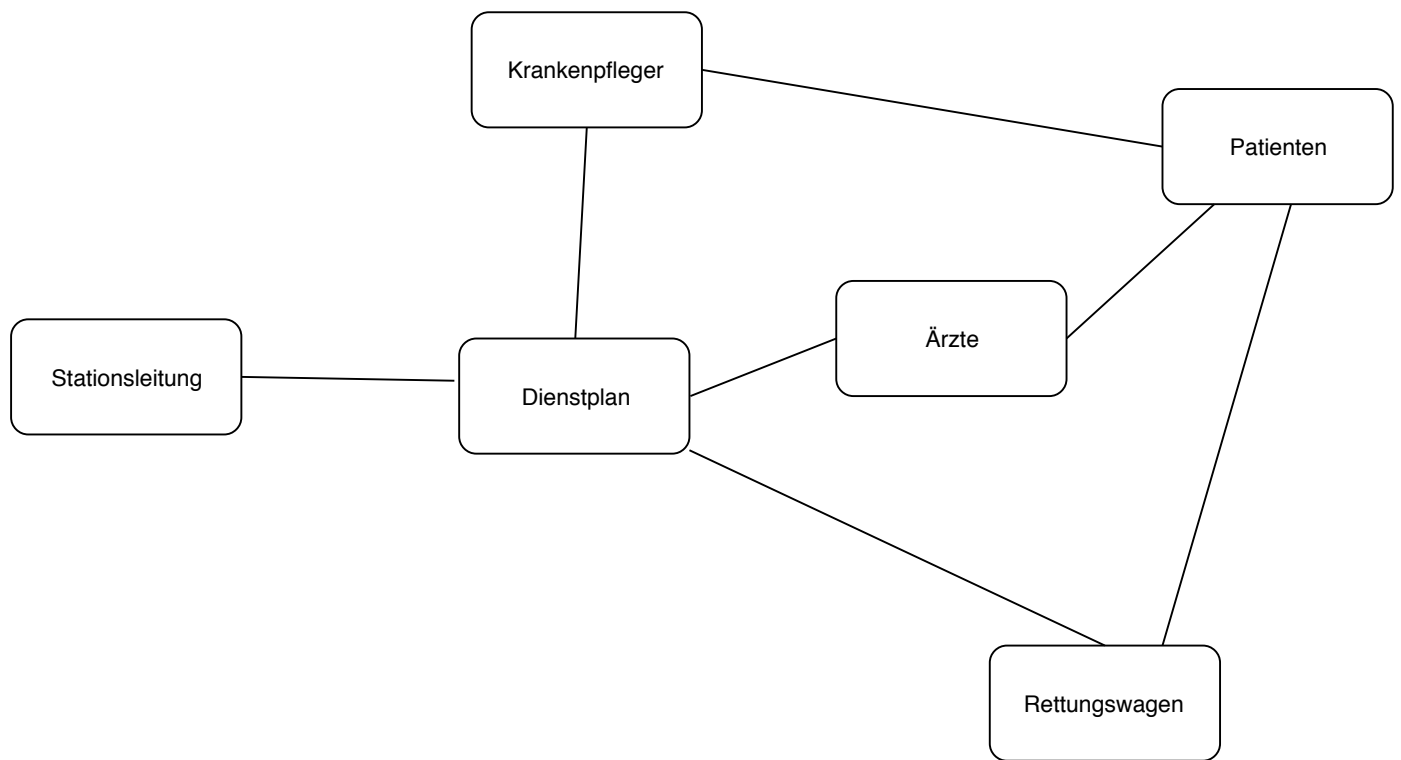 Krankenpfleger
Patienten
Ärzte
Stationsleitung
Dienstplan
Rettungswagen